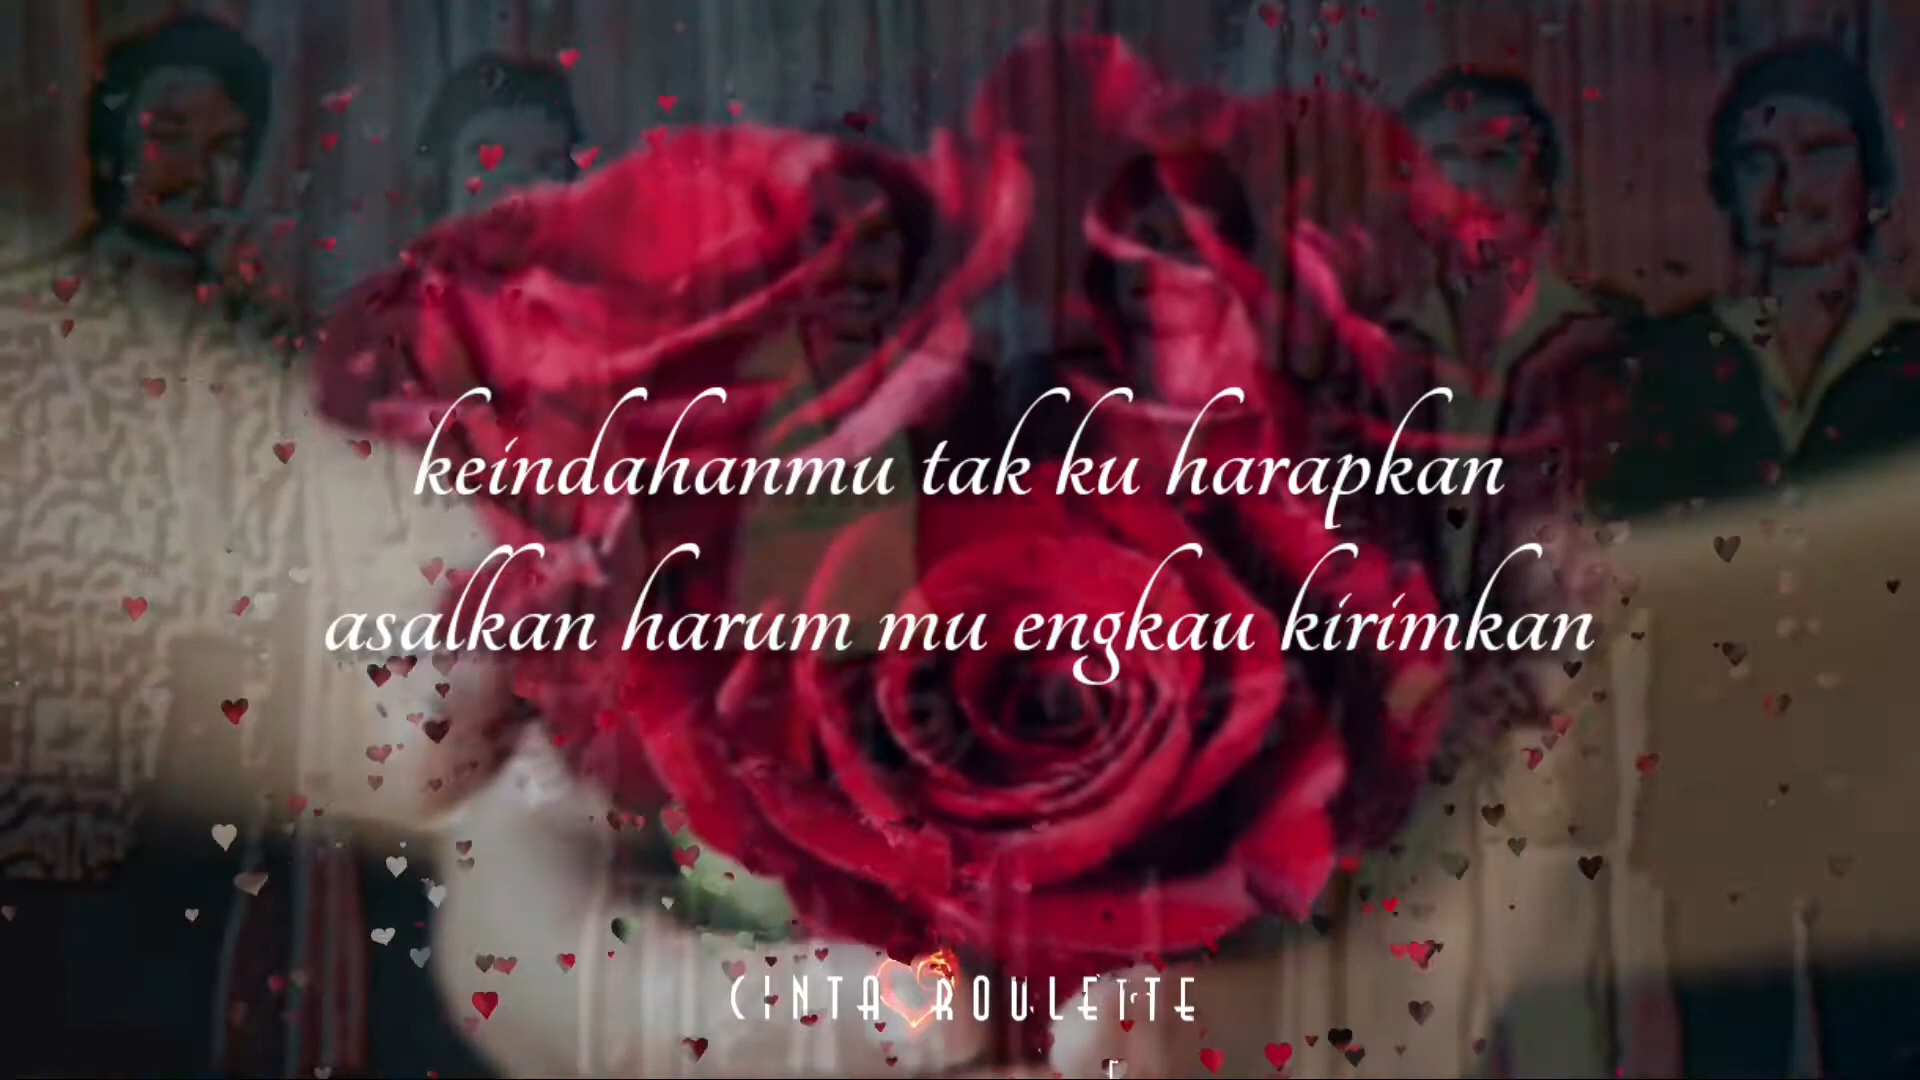 keindahanmu tak ku harapkan
asalkan harum mu engkau kirimkan
CINTA ROULETTE